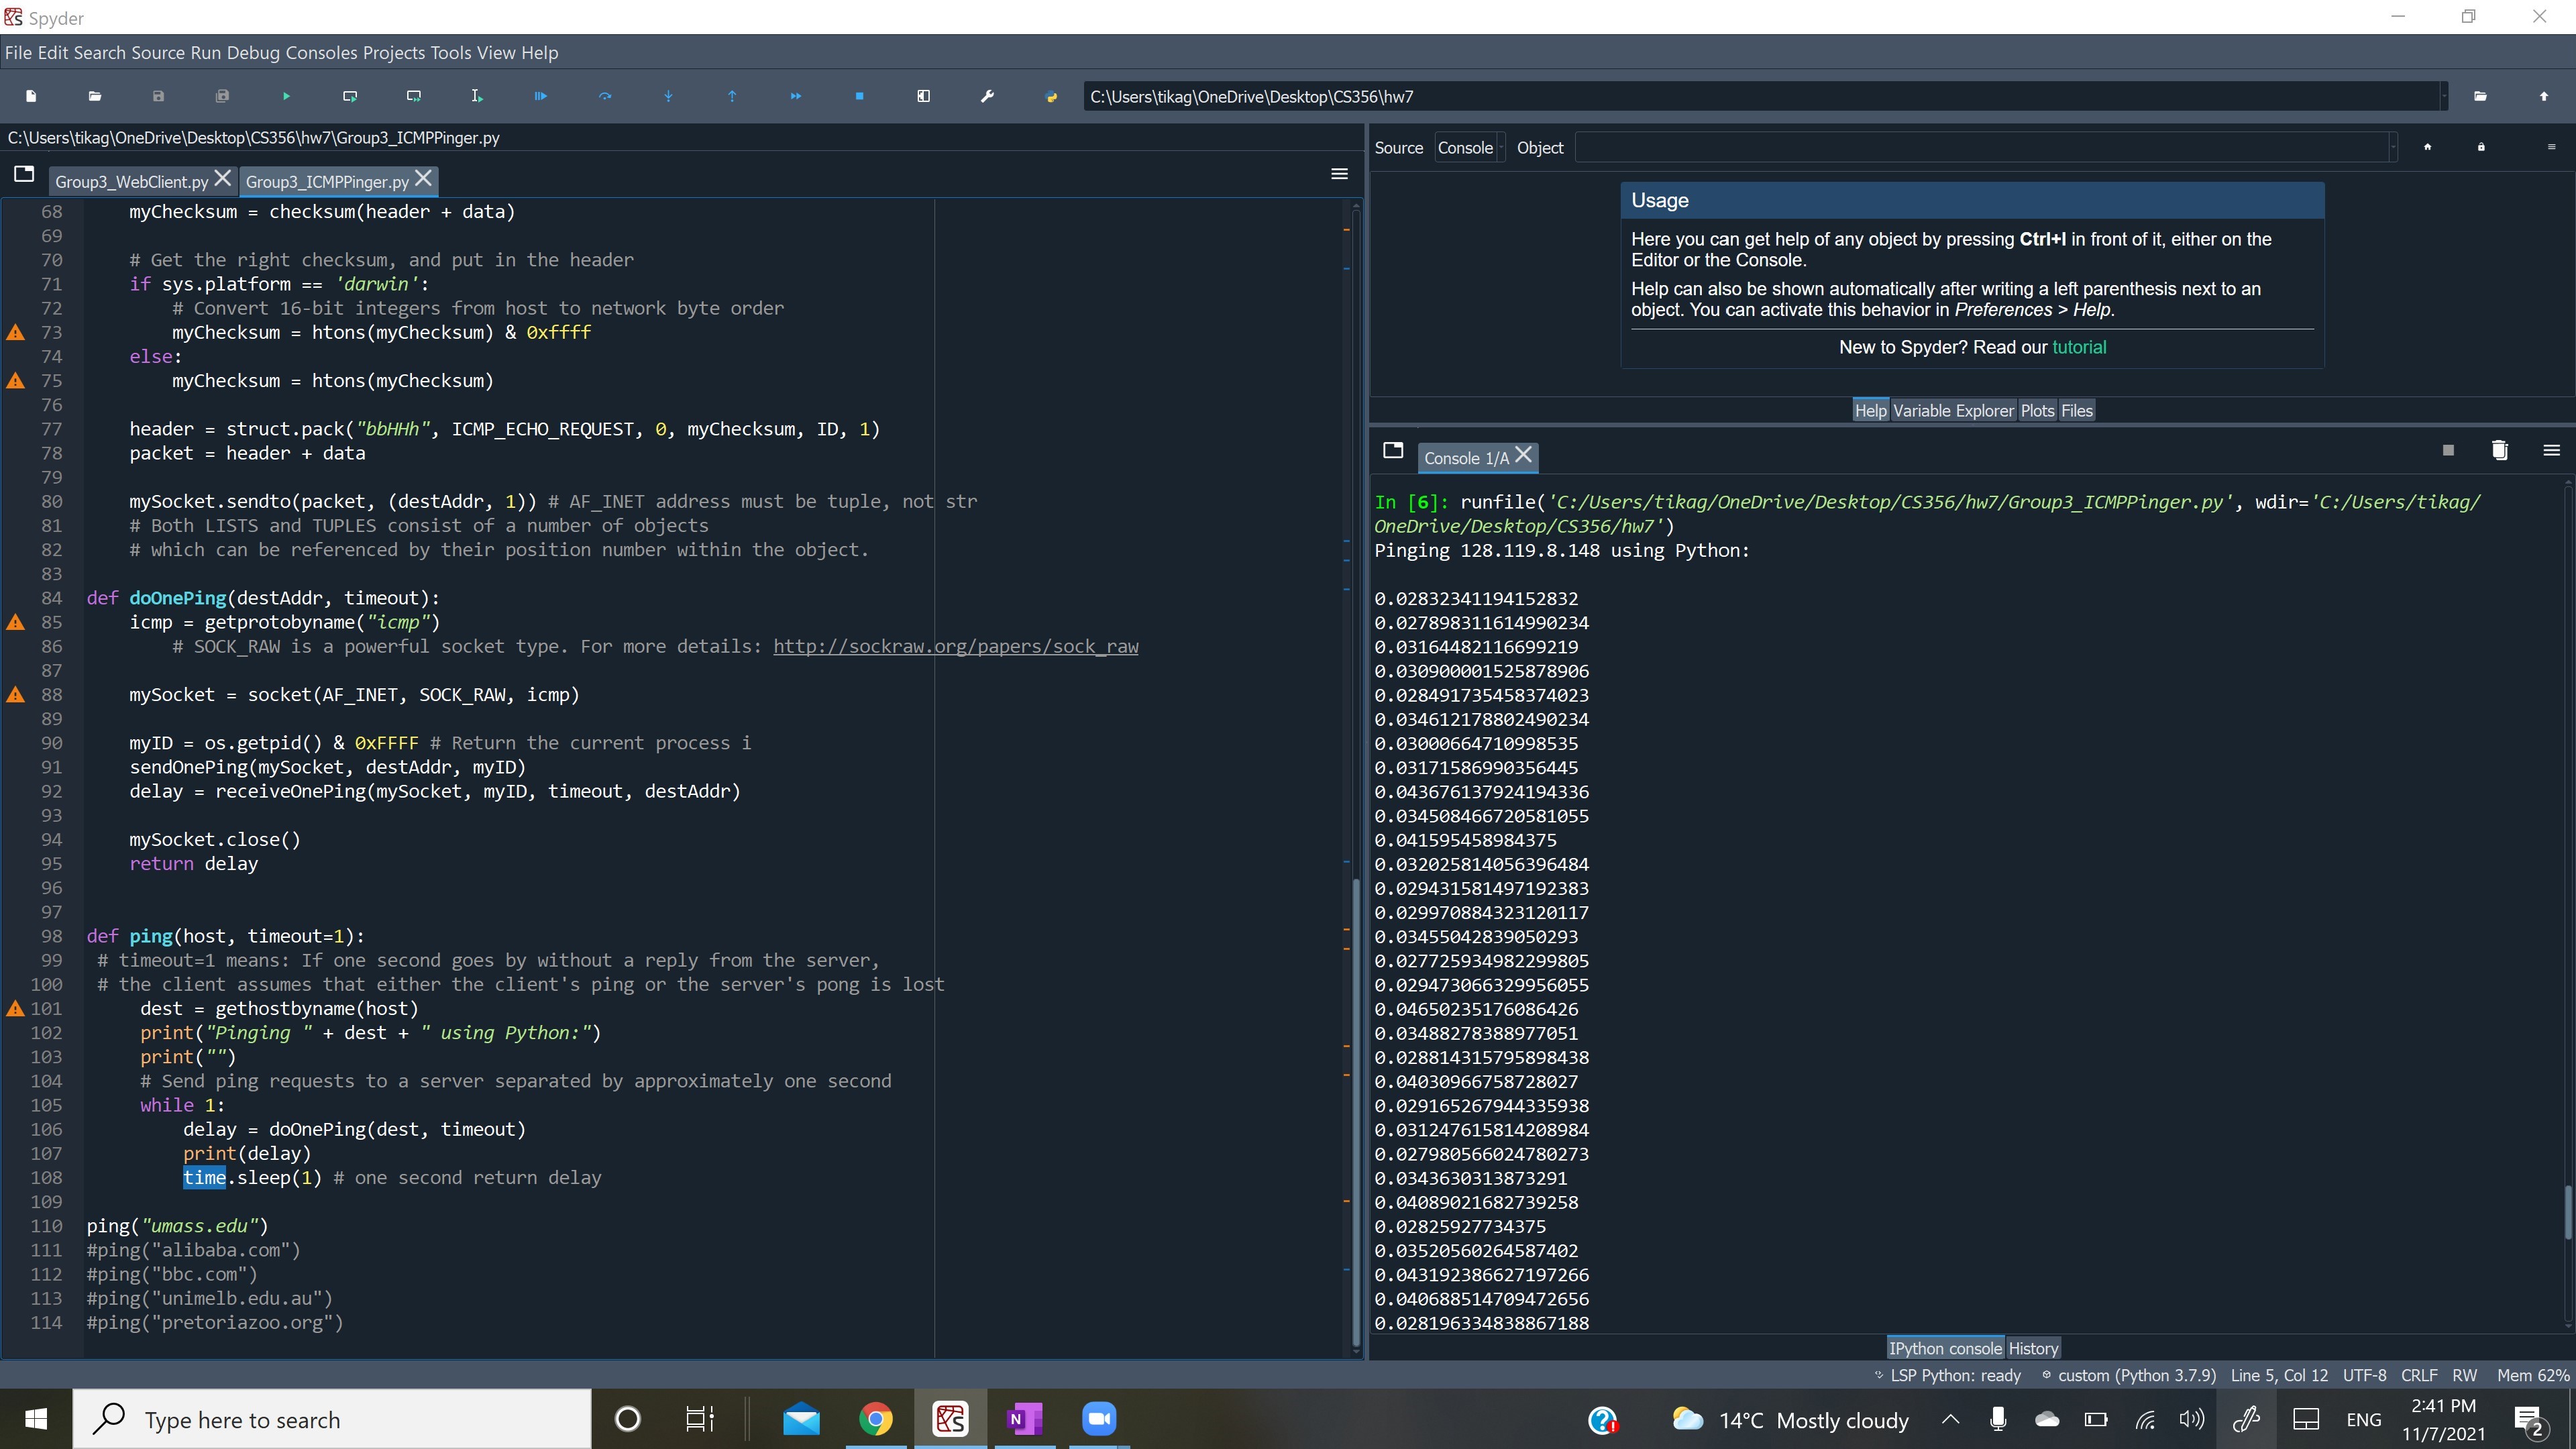 Spyder
File Edit Search Source Run Debug Consoles Projects Tools View Help
C:\Users\tikag\OneDrive\Desktop\CS356\hw7
C:\Users\tikag\OneDrive\Desktop\CS356\hw7\Group3_ICMPPinger.py
Group3_WebClient.py
Group3_ICMPPinger.py
68 myChecksum = checksum(header + data)
69
70 # Get the right checksum, and put in the header
71 if sys.platform == 'darwin':
72 # Convert 16-bit integers from host to network byte order
73 myChecksum = htons(myChecksum) & 0xffff
74 else:
75 myChecksum = htons(myChecksum)
76
77 header = struct.pack("bbHHh", ICMP_ECHO_REQUEST, 0, myChecksum, ID, 1)
78 packet = header + data
79
80 mySocket.sendto(packet, (destAddr, 1)) # AF_INET address must be tuple, not str
81 # Both LISTS and TUPLES consist of a number of objects
82 # which can be referenced by their position number within the object.
83
84 def doOnePing(destAddr, timeout):
85 icmp = getprotobyname("icmp")
86 # SOCK_RAW is a powerful socket type. For more details: http://sockraw.org/papers/sock_raw
87
88 mySocket = socket(AF_INET, SOCK_RAW, icmp)
89
90 myID = os.getpid() & 0xFFFF # Return the current process i
91 sendOnePing(mySocket, destAddr, myID)
92 delay = receiveOnePing(mySocket, myID, timeout, destAddr)
93
94 mySocket.close()
95 return delay
96
97
98 def ping(host, timeout=1):
99 # timeout=1 means: If one second goes by without a reply from the server,
100 # the client assumes that either the client's ping or the server's pong is lost
101 dest = gethostbyname(host)
102 print("Pinging " + dest + " using Python:")
103 print("")
104 # Send ping requests to a server separated by approximately one second
105 while 1:
106 delay = doOnePing(dest, timeout)
107 print(delay)
108 time.sleep(1) # one second return delay
109
110 ping("umass.edu")
111 #ping("alibaba.com")
112 #ping("bbc.com")
113 #ping("unimelb.edu.au")
114 #ping("pretoriazoo.org")
Source Console Object
Usage
Here you can get help of any object by pressing Ctrl+I in front of it, either on the
Editor or the Console.
Help can also be shown automatically after writing a left parenthesis next to an
object. You can activate this behavior in Preferences > Help.
New to Spyder? Read our tutorial
Help Variable Explorer Plots Files
Console 1/A
In [6]: runfile('C:/Users/tikag/OneDrive/Desktop/CS356/hw7/Group3_ICMPPinger.py', wdir='C:/Users/tikag/
OneDrive/Desktop/CS356/hw7')
Pinging 128.119.8.148 using Python:
0.02832341194152832
0.027898311614990234
0.03164482116699219
0.030900001525878906
0.028491735458374023
0.034612178802490234
0.03000664710998535
0.03171586990356445
0.043676137924194336
0.034508466720581055
0.041595458984375
0.032025814056396484
0.029431581497192383
0.029970884323120117
0.03455042839050293
0.027725934982299805
0.029473066329956055
0.04650235176086426
0.03488278388977051
0.028814315795898438
0.04030966758728027
0.029165267944335938
0.031247615814208984
0.027980566024780273
0.0343630313873291
0.04089021682739258
0.02825927734375
0.03520560264587402
0.043192386627197266
0.040688514709472656
0.028196334838867188
IPython console History
LSP Python: ready custom (Python 3.7.9) Line 5, Col 12 UTF-8 CRLF RW Mem 62%
Type here to search
14°C Mostly cloudy
ENG
2:41 PM
11/7/2021
2